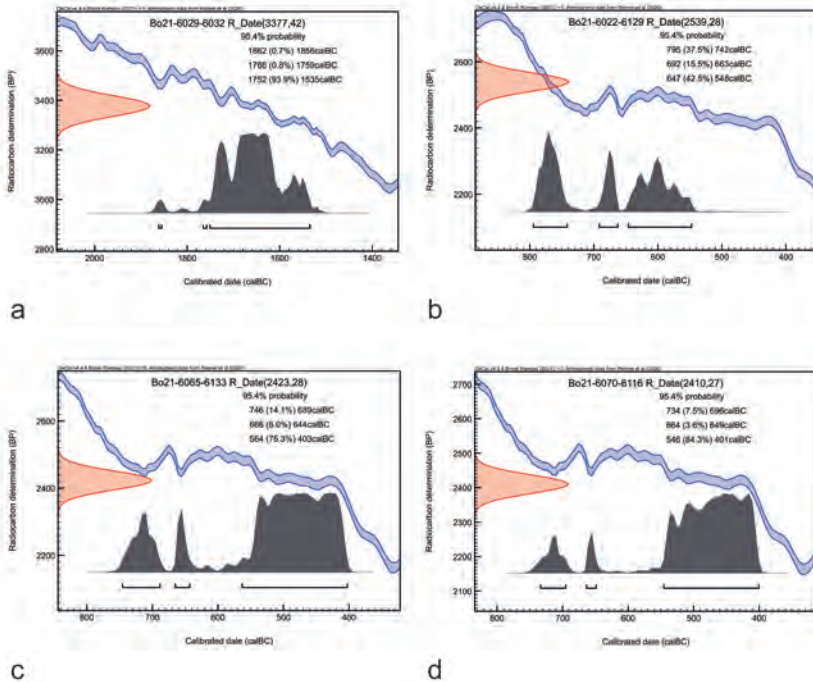 Bo21-6029-6032 R_Date(3377,42)
95.4% probability
1862 (0.7%) 1856calBC
1766 (0.8%) 1759calBC
1752 (93.9%) 1535calBC
Radiocarbon determination (BP)
3600
3400
3200
3000
2800
2000
1800
1600
1400
Calibrated date (calBC)
a
Bo21-6022-6129 R_Date(2539,28)
95.4% probability
795 (37.5%) 742calBC
692 (15.5%) 663calBC
647 (42.5%) 548calBC
Radiocarbon determination (BP)
2600
2400
2200
800
700
600
500
400
Calibrated date (calBC)
b
Bo21-6065-6133 R_Date(2423,28)
95.4% probability
746 (14.1%) 689calBC
666 (6.0%) 644calBC
564 (75.3%) 403calBC
Radiocarbon determination (BP)
2600
2400
2200
800
700
600
500
400
Calibrated date (calBC)
c
Bo21-6070-6116 R_Date(2410,27)
95.4% probability
734 (7.5%) 696calBC
664 (3.6%) 649calBC
546 (84.3%) 401calBC
Radiocarbon determination (BP)
2700
2600
2500
2400
2300
2200
2100
800
700
600
500
400
Calibrated date (calBC)
d